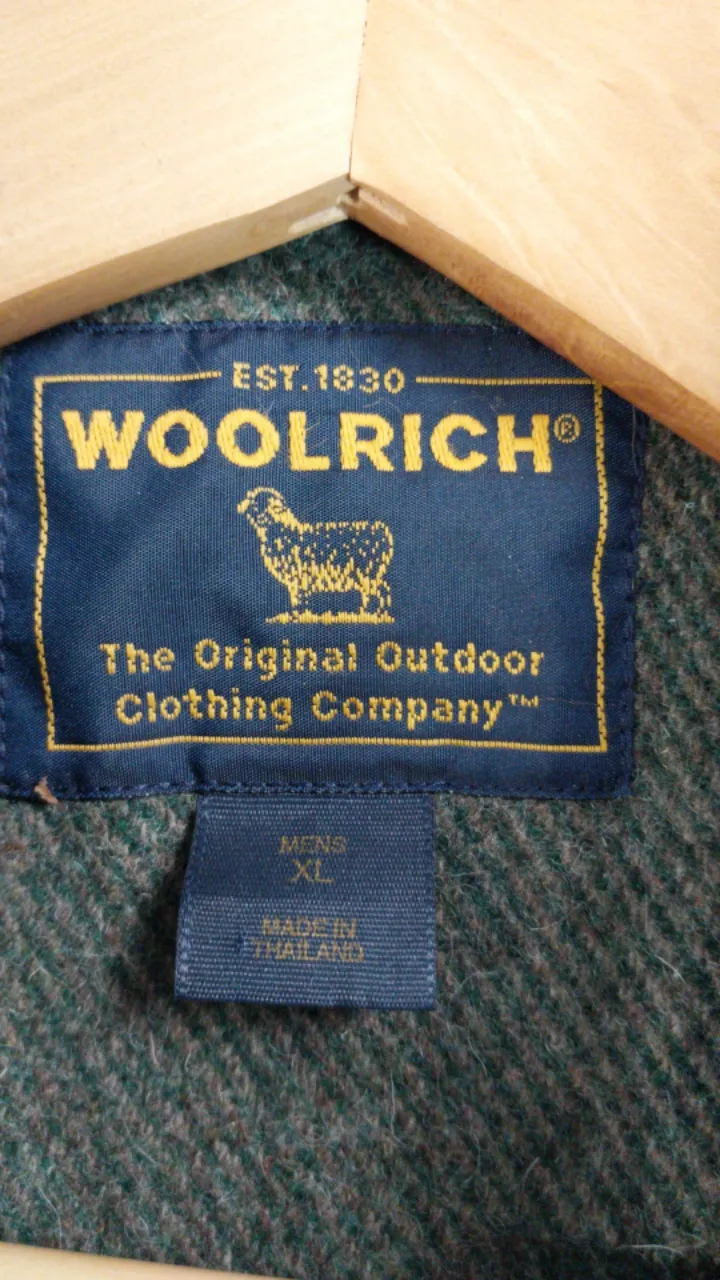 EST.1830
WOOLRICH®
The Original Outdoor
Clothing Company™
MENS
XL
MADE IN
THAILAND